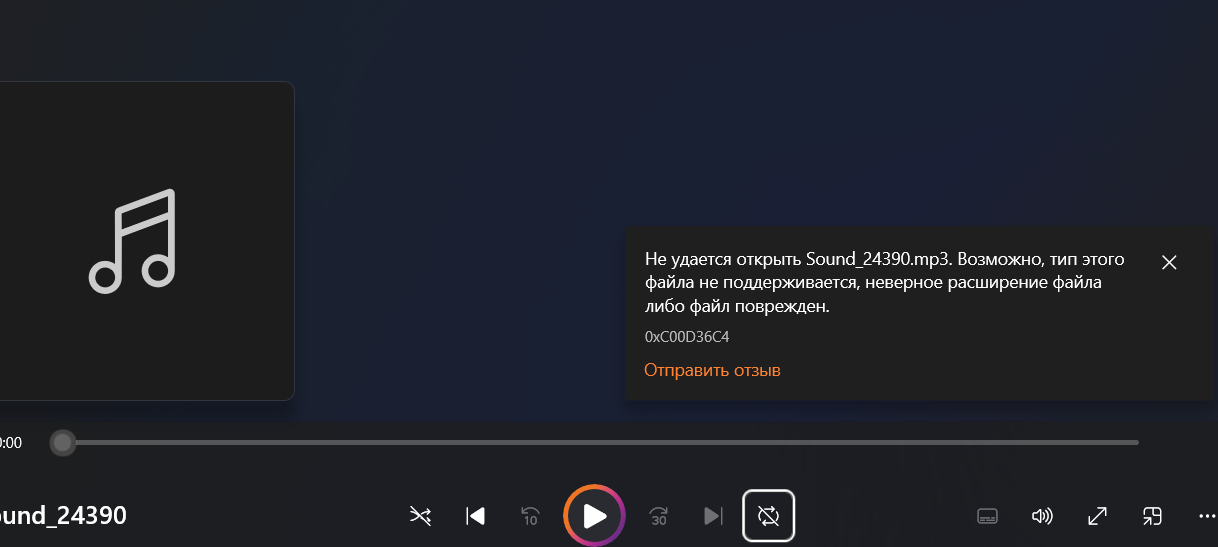 Не удается открыть Sound_24390.mp3. Возможно, тип этого
файла не поддерживается, неверное расширение файла
либо файл поврежден.
0xC00D36C4
Отправить отзыв
0:00
ound_24390
10
30